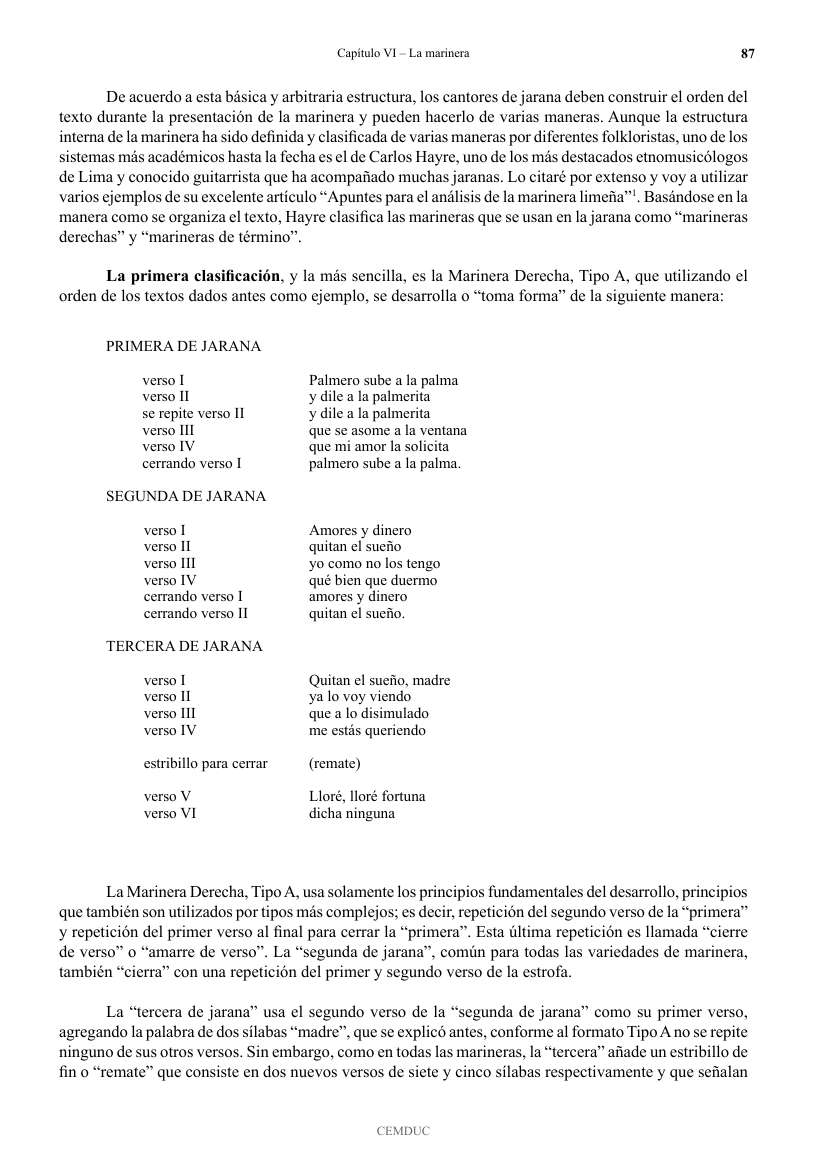 Capítulo VI – La marinera 87
De acuerdo a esta básica y arbitraria estructura, los cantores de jarana deben construir el orden del
texto durante la presentación de la marinera y pueden hacerlo de varias maneras. Aunque la estructura
interna de la marinera ha sido definida y clasificada de varias maneras por diferentes folkloristas, uno de los
sistemas más académicos hasta la fecha es el de Carlos Hayre, uno de los más destacados etnomusicólogos
de Lima y conocido guitarrista que ha acompañado muchas jaranas. Lo citaré por extenso y voy a utilizar
varios ejemplos de su excelente artículo “Apuntes para el análisis de la marinera limeña”¹. Basándose en la
manera como se organiza el texto, Hayre clasifica las marineras que se usan en la jarana como “marineras
derechas” y “marineras de término”.
La primera clasificación, y la más sencilla, es la Marinera Derecha, Tipo A, que utilizando el
orden de los textos dados antes como ejemplo, se desarrolla o “toma forma” de la siguiente manera:
PRIMERA DE JARANA
verso I Palmero sube a la palma
verso II y dile a la palmerita
se repite verso II y dile a la palmerita
verso III que se asome a la ventana
verso IV que mi amor la solicita
cerrando verso I palmero sube a la palma.
SEGUNDA DE JARANA
verso I Amores y dinero
verso II quitan el sueño
verso III yo como no los tengo
verso IV qué bien que duermo
cerrando verso I amores y dinero
cerrando verso II quitan el sueño.
TERCERA DE JARANA
verso I Quitan el sueño, madre
verso II ya lo voy viendo
verso III que a lo disimulado
verso IV me estás queriendo
estribillo para cerrar (remate)
verso V Lloré, lloré fortuna
verso VI dicha ninguna
La Marinera Derecha, Tipo A, usa solamente los principios fundamentales del desarrollo, principios
que también son utilizados por tipos más complejos; es decir, repetición del segundo verso de la “primera”
y repetición del primer verso al final para cerrar la “primera”. Esta última repetición es llamada “cierre
de verso” o “amarre de verso”. La “segunda de jarana”, común para todas las variedades de marinera,
también “cierra” con una repetición del primer y segundo verso de la estrofa.
La “tercera de jarana” usa el segundo verso de la “segunda de jarana” como su primer verso,
agregando la palabra de dos sílabas “madre”, que se explicó antes, conforme al formato Tipo A no se repite
ninguno de sus otros versos. Sin embargo, como en todas las marineras, la “tercera” añade un estribillo de
fin o “remate” que consiste en dos nuevos versos de siete y cinco sílabas respectivamente y que señalan
CEMDUC